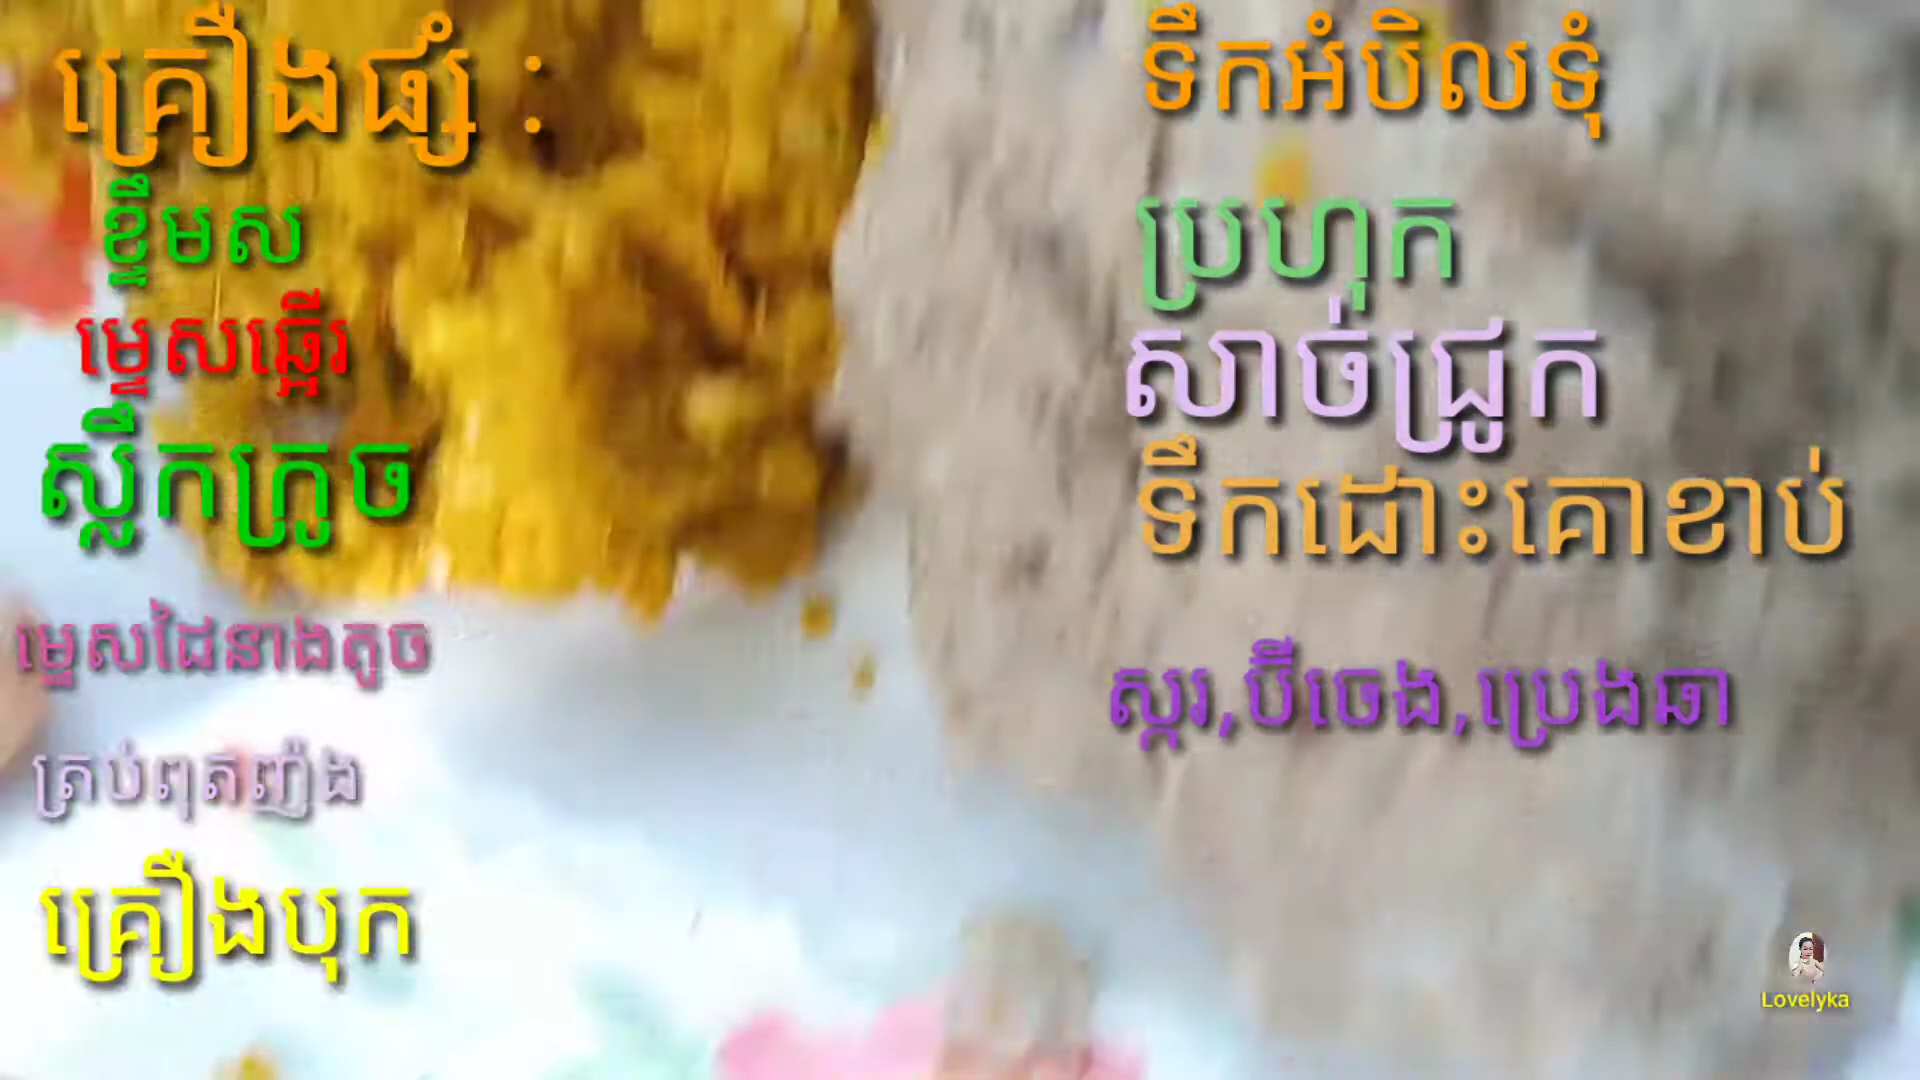 គ្រឿងផ្សំ :
ខ្ទឹមស
ម្ទេសឆ្អើរ
ស្លឹកក្រូច
ម្ទេសដៃនាងតូច
ត្រប់ពុតញ៉ង
គ្រឿងបុក
ទឹកអំបិលទុំ
ប្រហុក
សាច់ជ្រូក
ទឹកដោះគោខាប់
ស្ករ,ប៊ីចេង,ប្រេងឆា
Lovelyka